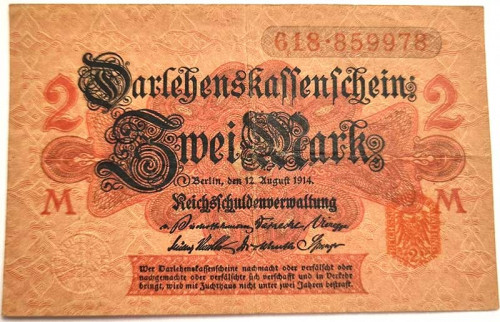 618·859978
Darlehenskassenschein
2 2
Zwei Mark
Berlin, den 12. August 1914.
M Reichsschuldenverwaltung M
Wer Darlehenskassenscheine nachmacht oder verfälscht oder
nachgemachte oder verfälschte sich verschafft und in Verkehr
bringt, wird mit Zuchthaus nicht unter zwei Jahren bestraft.